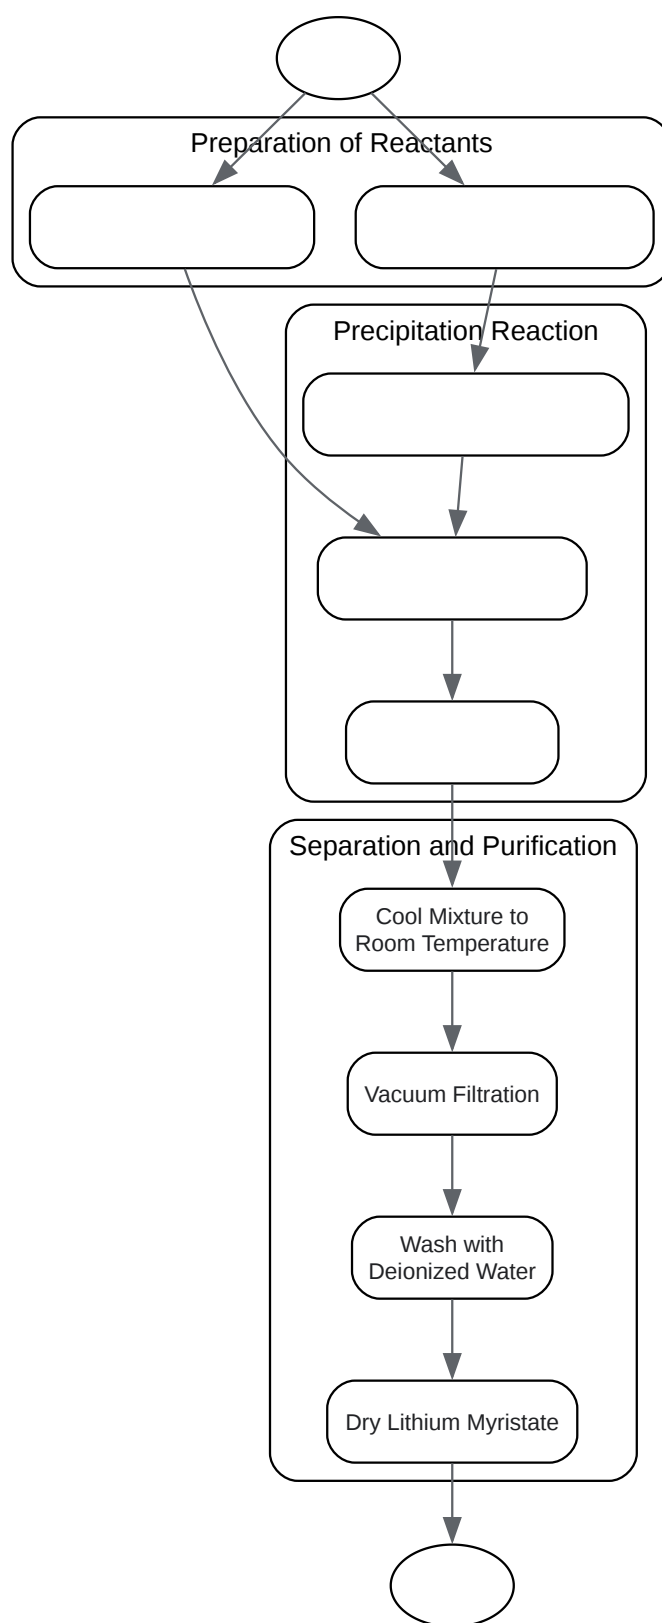 Preparation of Reactants
Precipitation Reaction
Separation and Purification
Cool Mixture to
Room Temperature
Vacuum Filtration
Wash with
Deionized Water
Dry Lithium Myristate